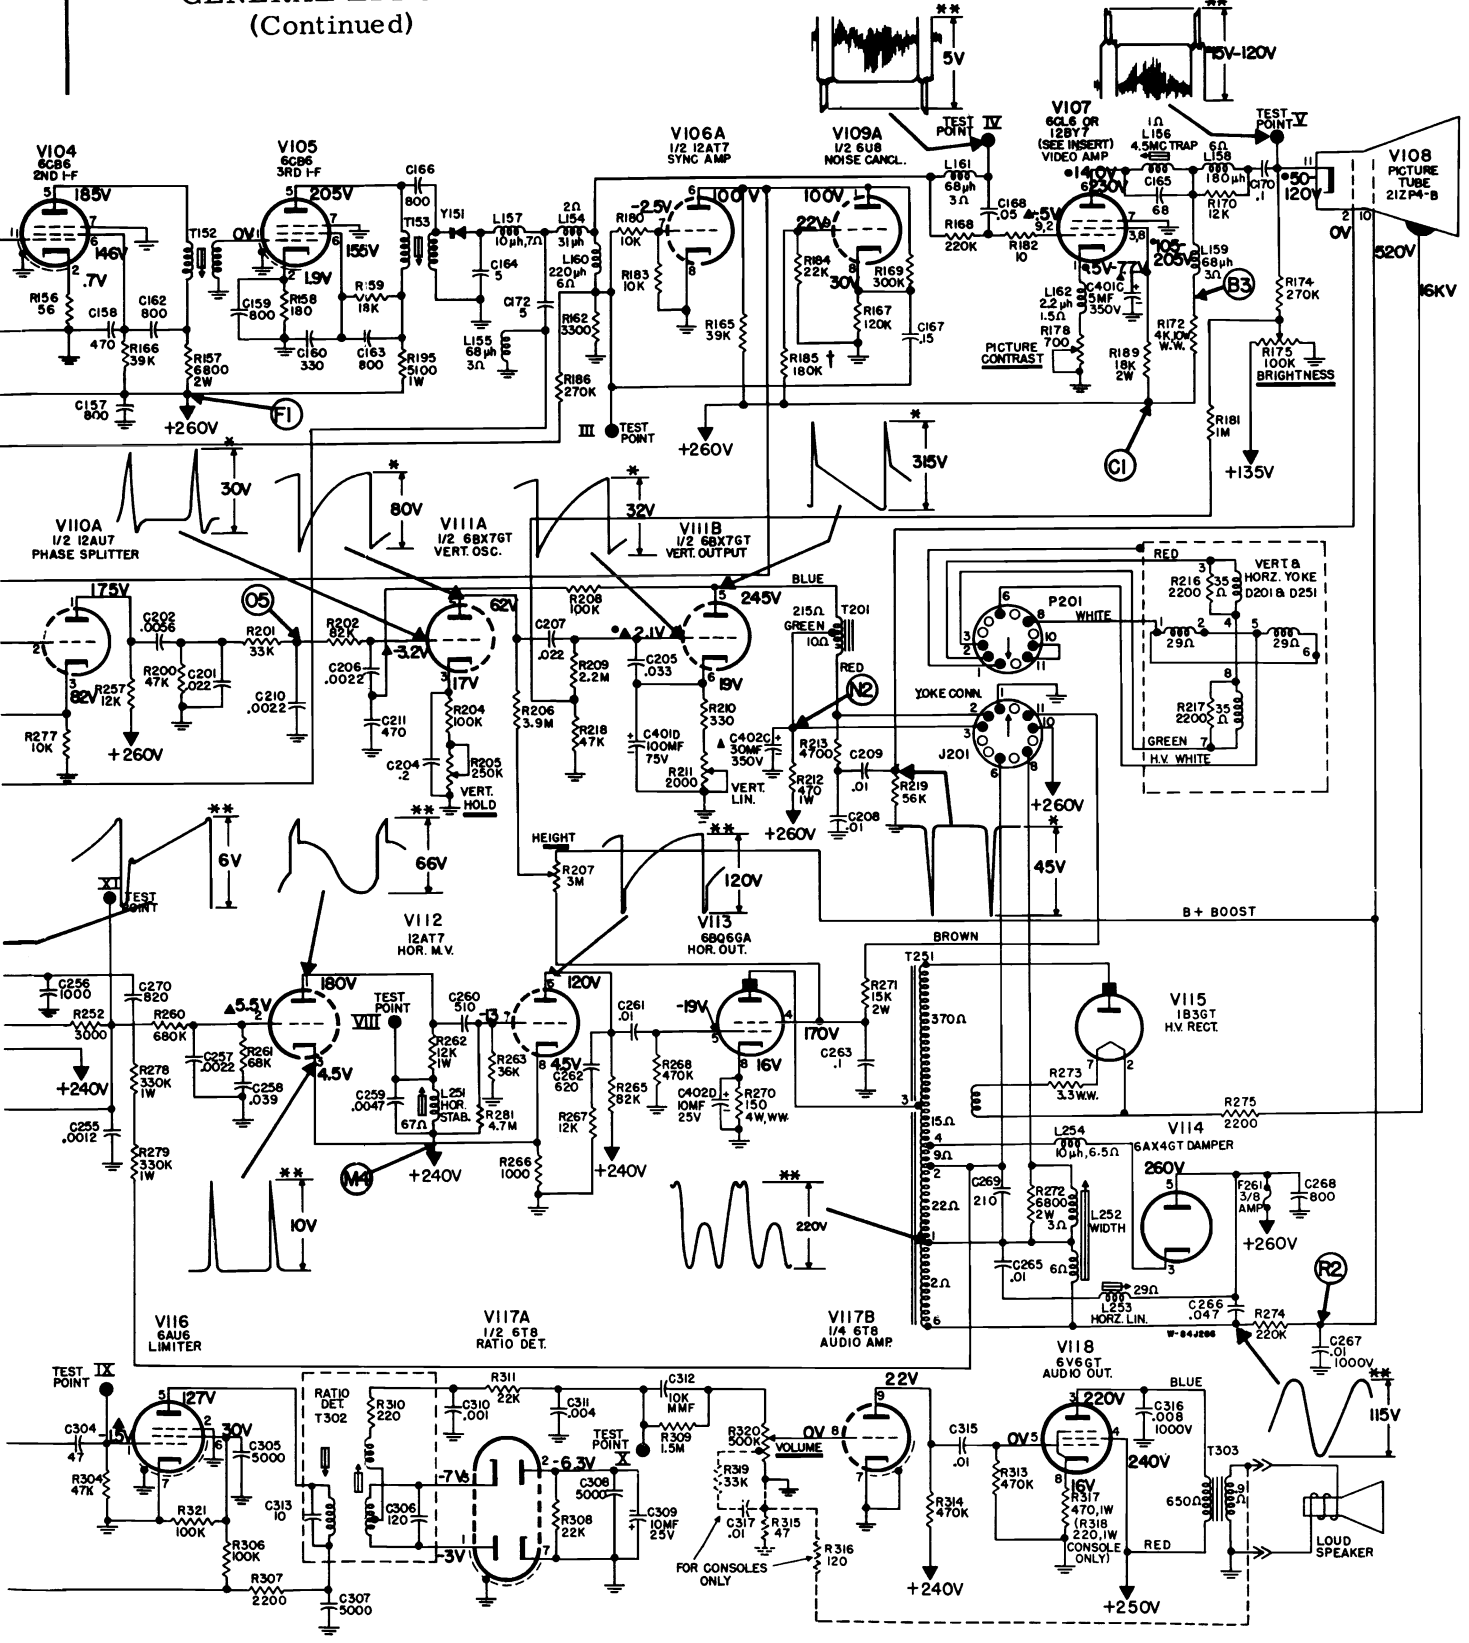 (Continued)
**
5V
**
15V-120V
TEST POINT IV
V107
6CL6 OR
12BY7
(SEE INSERT)
VIDEO AMP
1Ω
L156
4.5MC TRAP
6Ω
L158
180μh
TEST POINT V
V104
6CB6
2ND I-F
V105
6CB6
3RD I-F
V106A
1/2 12AT7
SYNC AMP
V109A
1/2 6U8
NOISE CANCL.
V108
PICTURE
TUBE
21ZP4-B
185V
146V
.7V
R156
56
C158
470
C162
800
R166
39K
R157
6800
2W
C157
800
+260V
F1
T152
0V
205V
155V
1.9V
C159
800
R158
180
R159
18K
C160
330
C163
800
R195
5100
1W
C166
800
T153
Y151
C164
5
L157
10μh,7Ω
2Ω
L154
31μh
L160
220μh
6Ω
C172
5
L155
68μh
3Ω
R162
3300
R186
270K
R180
10K
R183
10K
-2.5V
100V
R165
39K
III TEST
POINT
+260V
22V
100V
30V
R184
22K
R185
180K
R169
300K
R167
120K
C167
.15
L161
68μh
3Ω
C168
.05
R168
220K
R182
10
230V
L162
2.2μh
1.5Ω
R178
700
PICTURE
CONTRAST
C401C
5MF
350V
R189
18K
2W
R172
4K,10W
W.W.
L159
68μh
3Ω
C165
68
R170
12K
C170
.1
B3
C1
50-
120V
0V
520V
16KV
R174
270K
R175
100K
BRIGHTNESS
R181
1M
+135V
*
30V
*
80V
*
32V
*
315V
V110A
1/2 12AU7
PHASE SPLITTER
V111A
1/2 6BX7GT
VERT. OSC.
V111B
1/2 6BX7GT
VERT. OUTPUT
175V
82V
R277
10K
R257
12K
+260V
C202
.0056
R200
47K
C201
.022
R201
33K
O5
C210
.0022
R202
82K
C206
.0022
-3.2V
C211
470
62V
17V
R204
100K
C204
.2
R205
250K
VERT.
HOLD
R206
3.9M
R208
100K
C207
.022
R209
2.2M
R218
47K
2.1V
C205
.033
C401D
100MF
75V
245V
19V
R210
330
R211
2000
VERT.
LIN.
BLUE
215Ω
GREEN
10Ω
RED
T201
N2
C402C
30MF
350V
R213
4700
R212
470
1W
+260V
C209
.01
C208
.01
R219
56K
P201
WHITE
YOKE CONN.
J201
+260V
RED
VERT. &
HORZ. YOKE
D201 & D251
R216
2200
35
Ω
29Ω
29Ω
R217
2200
35
Ω
GREEN
H.V. WHITE
*
45V
**
6V
XI TEST
POINT
**
66V
HEIGHT
R207
3M
**
120V
B+ BOOST
BROWN
V112
12AT7
HOR. M.V.
V113
6BQ6GA
HOR. OUT.
C256
1000
R252
3000
+240V
C255
.0012
C270
820
R278
330K
1W
R279
330K
1W
R260
680K
C257
.0022
R261
68K
C258
.039
5.5V
180V
4.5V
TEST
POINT
VIII
C259
.0047
R262
12K
1W
L251
HOR.
STAB.
67Ω
M4
+240V
C260
510
R263
36K
R281
4.7M
-13
120V
4.5V
R266
1000
C262
620
R267
12K
R265
82K
+240V
C261
.01
R268
470K
-19V
16V
170V
C402D
10MF
25V
R270
150
4W,WW.
R271
15K
2W
C263
.1
T251
370Ω
15Ω
9Ω
22Ω
2Ω
V115
1B3GT
H.V. RECT.
R273
3.3 W.W.
R275
2200
V114
6AX4GT DAMPER
L254
10μh,6.5Ω
260V
F261
3/8
AMP
C268
800
+260V
C269
210
R272
6800
2W
3Ω
L252
WIDTH
C265
.01
6Ω
29Ω
L253
HORZ. LIN.
C266
.047
W-84J266
R274
220K
R2
C267
.01
1000V
**
10V
**
220V
**
115V
V116
6AU6
LIMITER
V117A
1/2 6T8
RATIO DET.
V117B
1/4 6T8
AUDIO AMP.
V118
6V6GT
AUDIO OUT.
TEST
POINT IX
C304
47
R304
47K
-.15V
127V
30V
C305
5000
R321
100K
R306
100K
R307
2200
C307
5000
C313
10
RATIO
DET.
T302
R310
220
C306
120
C310
.001
R311
22K
C311
.004
-7V
-3V
-6.3V
R308
22K
C308
5000
C309
10MF
25V
C312
10K
MMF
R309
1.5M
TEST
POINT
X
R320
500K
VOLUME
R319
33K
C317
.01
R315
47
FOR CONSOLES
ONLY
R316
120
0V
22V
R314
470K
+240V
C315
.01
R313
470K
0V
220V
240V
16V
R317
470,1W
(R318
220,1W
CONSOLE
ONLY)
C316
.008
1000V
BLUE
RED
T303
650Ω
.9
Ω
+250V
LOUD
SPEAKER